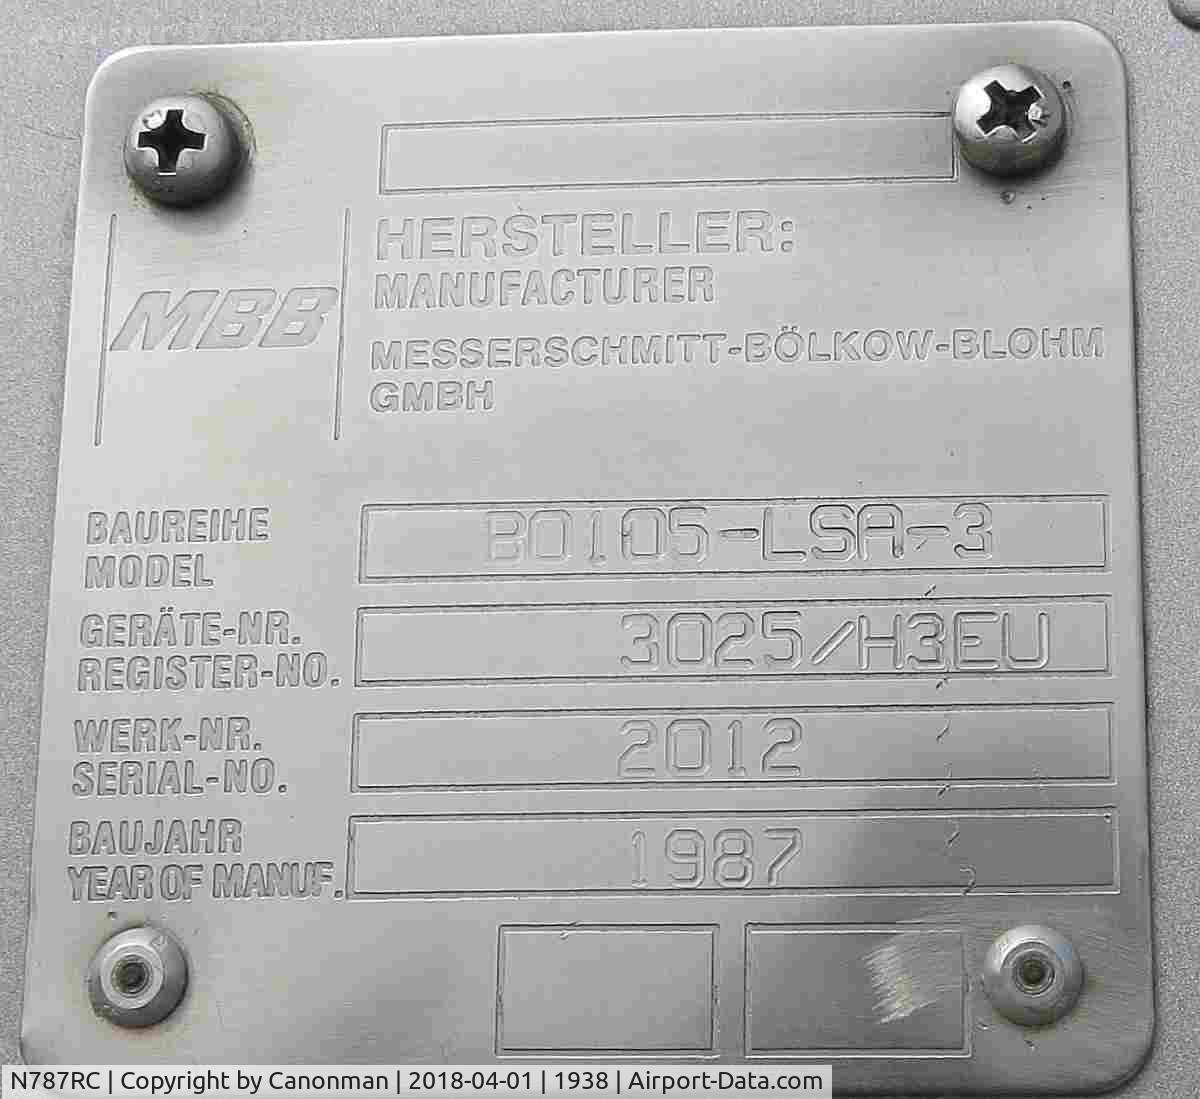 HERSTELLER:
MANUFACTURER
MBB
MESSERSCHMITT-BÖLKOW-BLOHM
GMBH
BAUREIHE
MODEL
BO105-LSA-3
GERÄTE-NR.
REGISTER-NO.
3025/H3EU
WERK-NR.
SERIAL-NO.
2012
BAUJAHR
YEAR OF MANUF.
1987
N787RC | Copyright by Canonman | 2018-04-01 | 1938 | Airport-Data.com